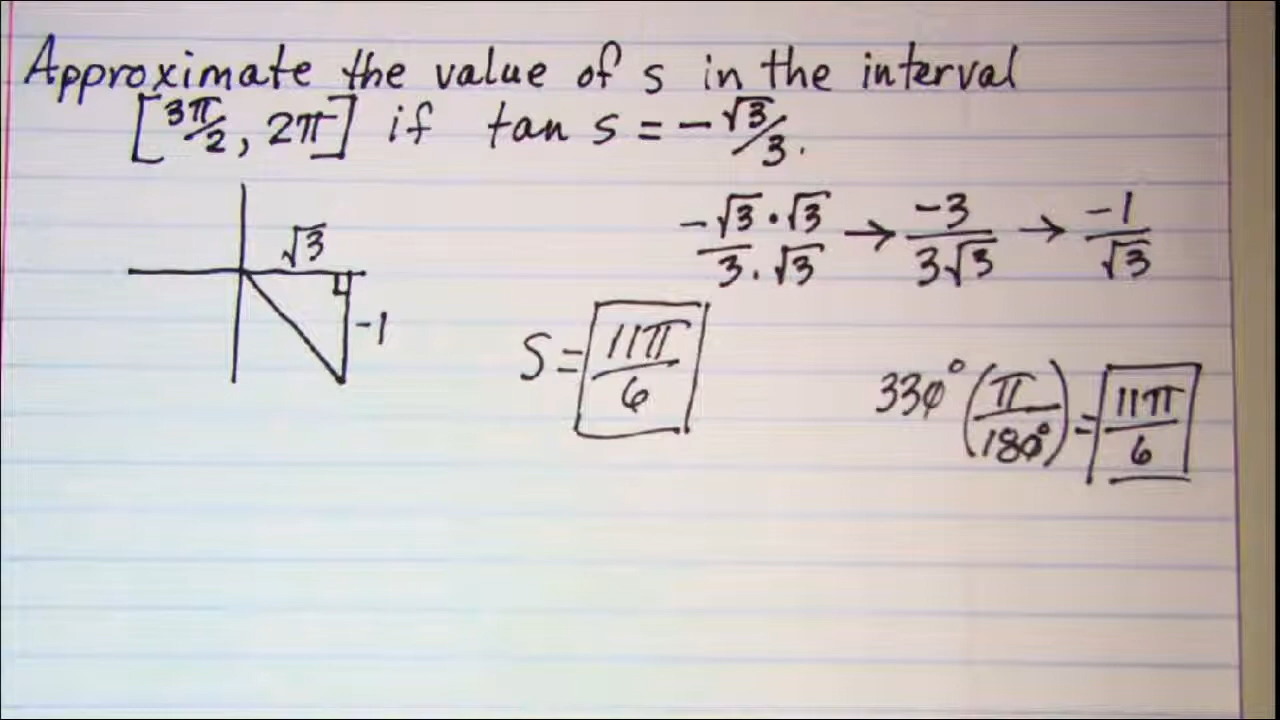 Approximate the value of s in the interval
[3π/2, 2π] if tan s = -√3/3.
√3
-1
-√3 · √3 / 3 · √3 → -3 / 3√3 → -1 / √3
S = 11π / 6
330° (π / 180°) = 11π / 6